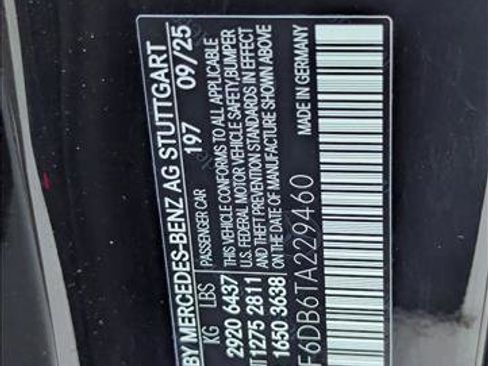 BY MERCEDES-BENZ AG STUTTGART
197 09/25
KG LBS PASSENGER CAR
2920 6437 THIS VEHICLE CONFORMS TO ALL APPLICABLE
U.S. FEDERAL MOTOR VEHICLE SAFETY,BUMPER
1275 2811 AND THEFT PREVENTION STANDARDS IN EFFECT
1650 3638 ON THE DATE OF MANUFACTURE SHOWN ABOVE
F6DB6TA229460 MADE IN GERMANY